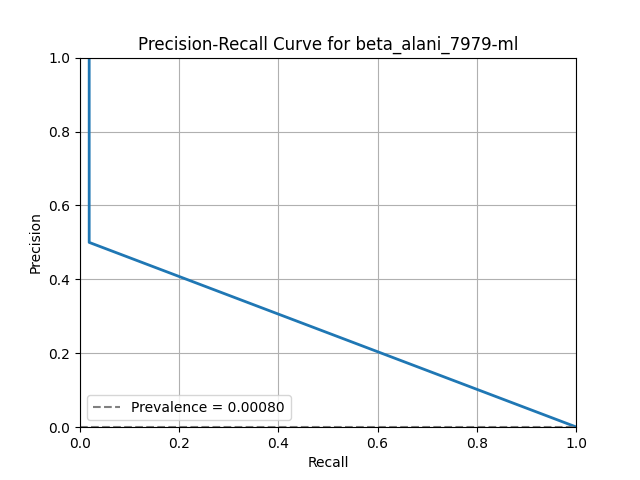 Precision-Recall Curve for beta_alani_7979-ml
1.0
0.8
0.6
0.4
0.2
0.0
Precision
Prevalence = 0.00080
0.0 0.2 0.4 0.6 0.8 1.0
Recall